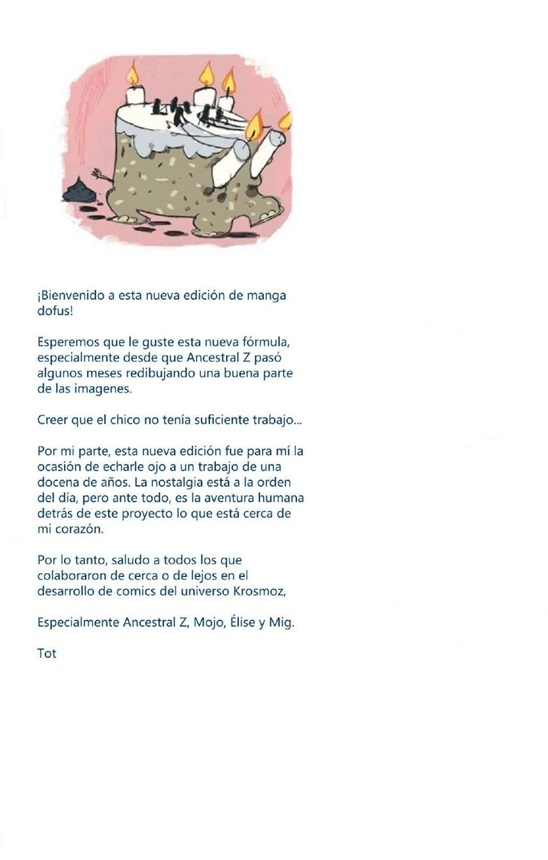 ¡Bienvenido a esta nueva edición de manga
dofus!
Esperemos que le guste esta nueva fórmula,
especialmente desde que Ancestral Z pasó
algunos meses redibujando una buena parte
de las imagenes.
Creer que el chico no tenía suficiente trabajo...
Por mi parte, esta nueva edición fue para mí la
ocasión de echarle ojo a un trabajo de una
docena de años. La nostalgia está a la orden
del día, pero ante todo, es la aventura humana
detrás de este proyecto lo que está cerca de
mi corazón.
Por lo tanto, saludo a todos los que
colaboraron de cerca o de lejos en el
desarrollo de comics del universo Krosmoz,
Especialmente Ancestral Z, Mojo, Élise y Mig.
Tot